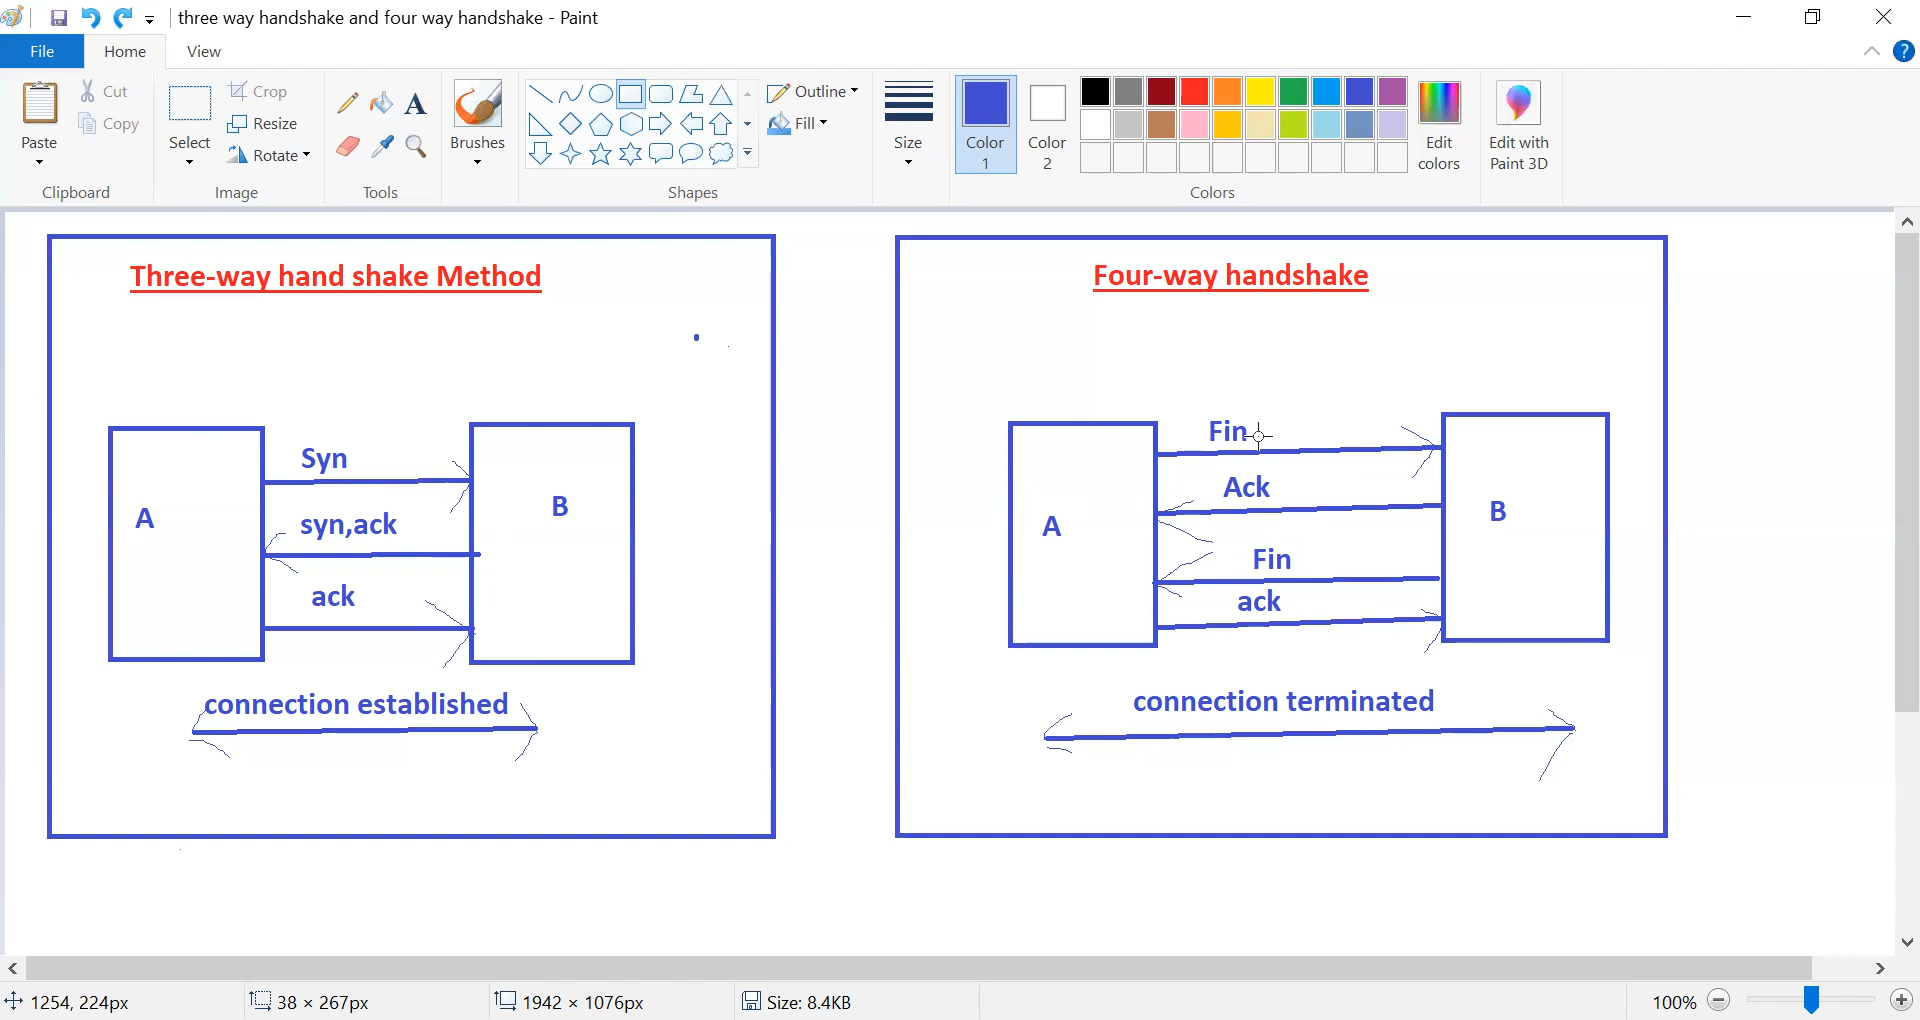 three way handshake and four way handshake - Paint
File Home View
Paste
Cut
Copy
Clipboard
Select
Crop
Resize
Rotate
Image
Tools
Brushes
Shapes
Outline
Fill
Size
Color 1
Color 2
Edit colors
Edit with Paint 3D
Colors
Three-way hand shake Method
A
Syn
syn,ack
ack
B
connection established
Four-way handshake
A
Fin
Ack
Fin
ack
B
connection terminated
1254, 224px
38 × 267px
1942 × 1076px
Size: 8.4KB
100%